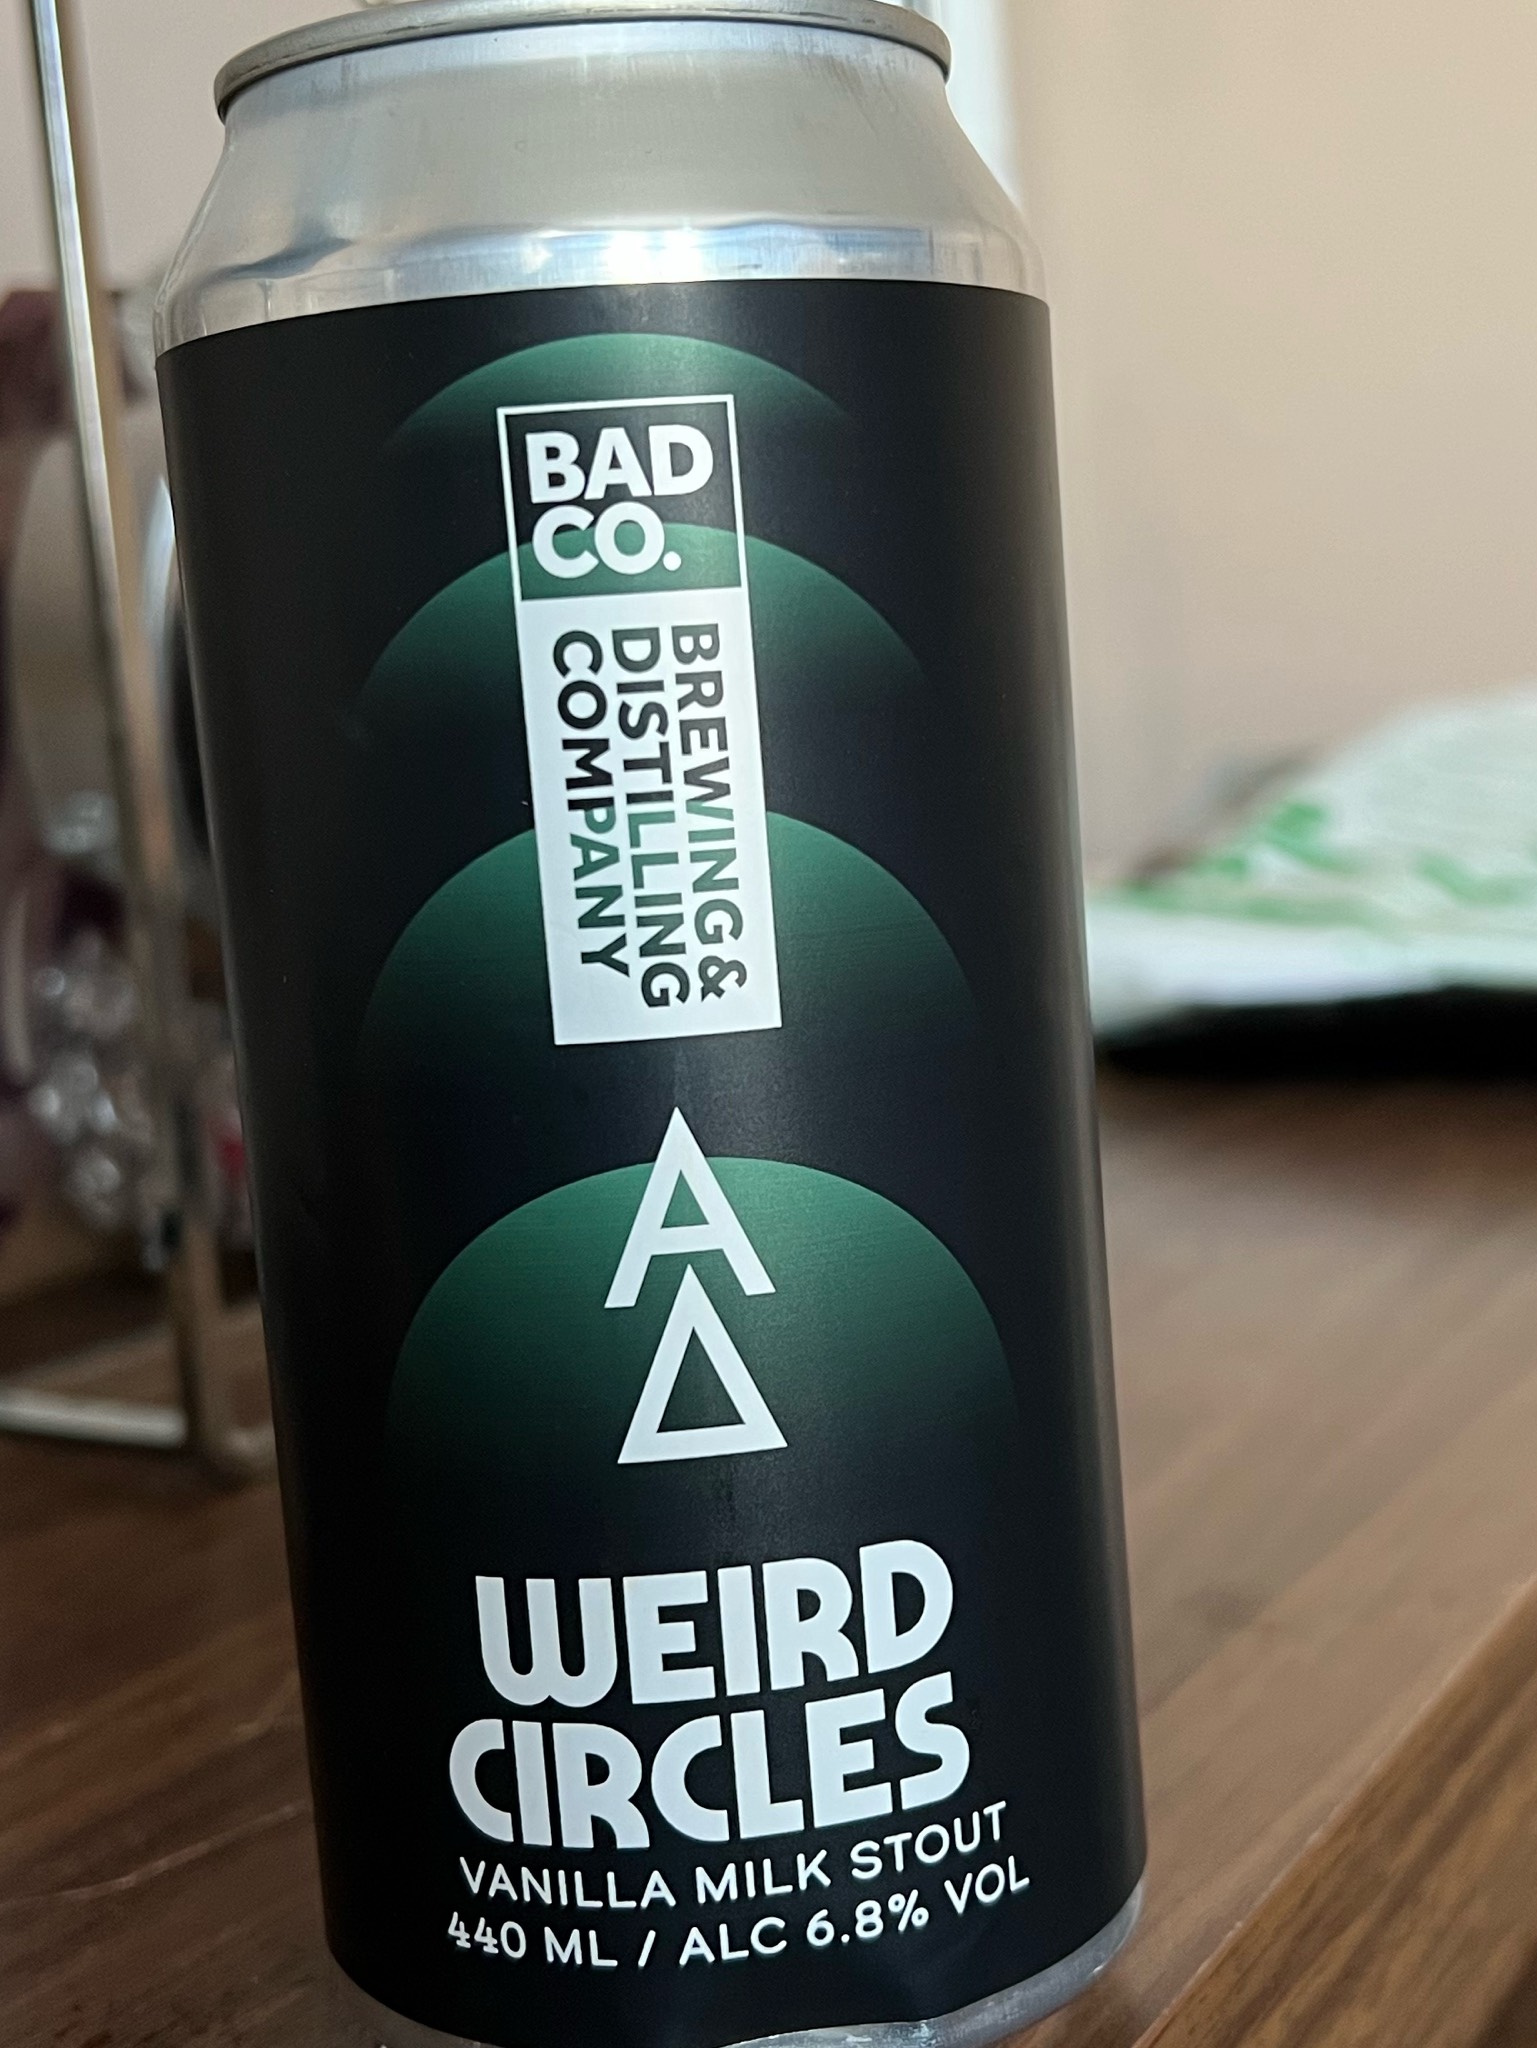 BAD
CO.
BREWING &
DISTILLING
COMPANY
WEIRD
CIRCLES
VANILLA MILK STOUT
440 ML / ALC 6.8% VOL